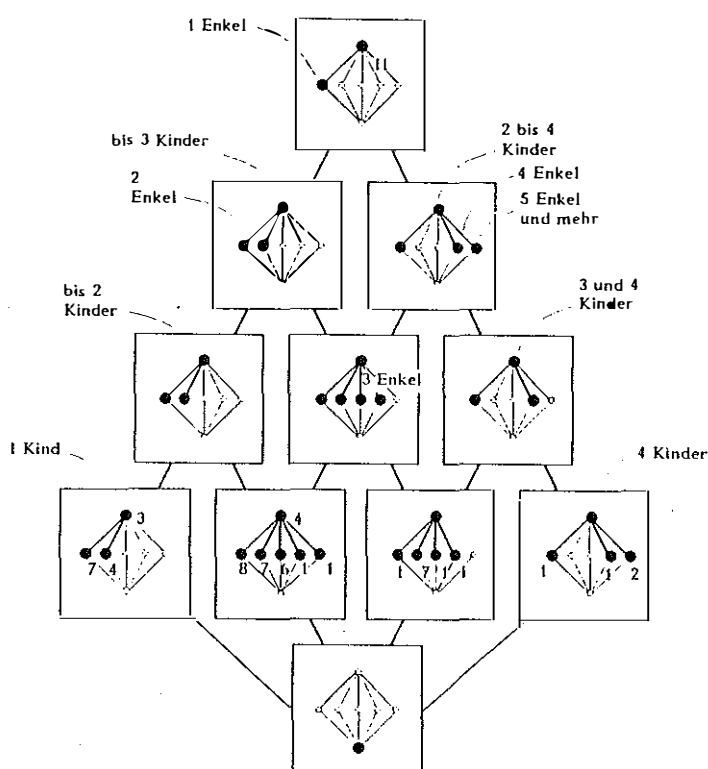 1 Enkel
11
bis 3 Kinder
2 bis 4
Kinder
2
Enkel
4 Enkel
5 Enkel
und mehr
bis 2
Kinder
3 und 4
Kinder
3 Enkel
1 Kind
4 Kinder
3
7 4
4
8 7 6 1 1
1 7 1 1
1 1 2